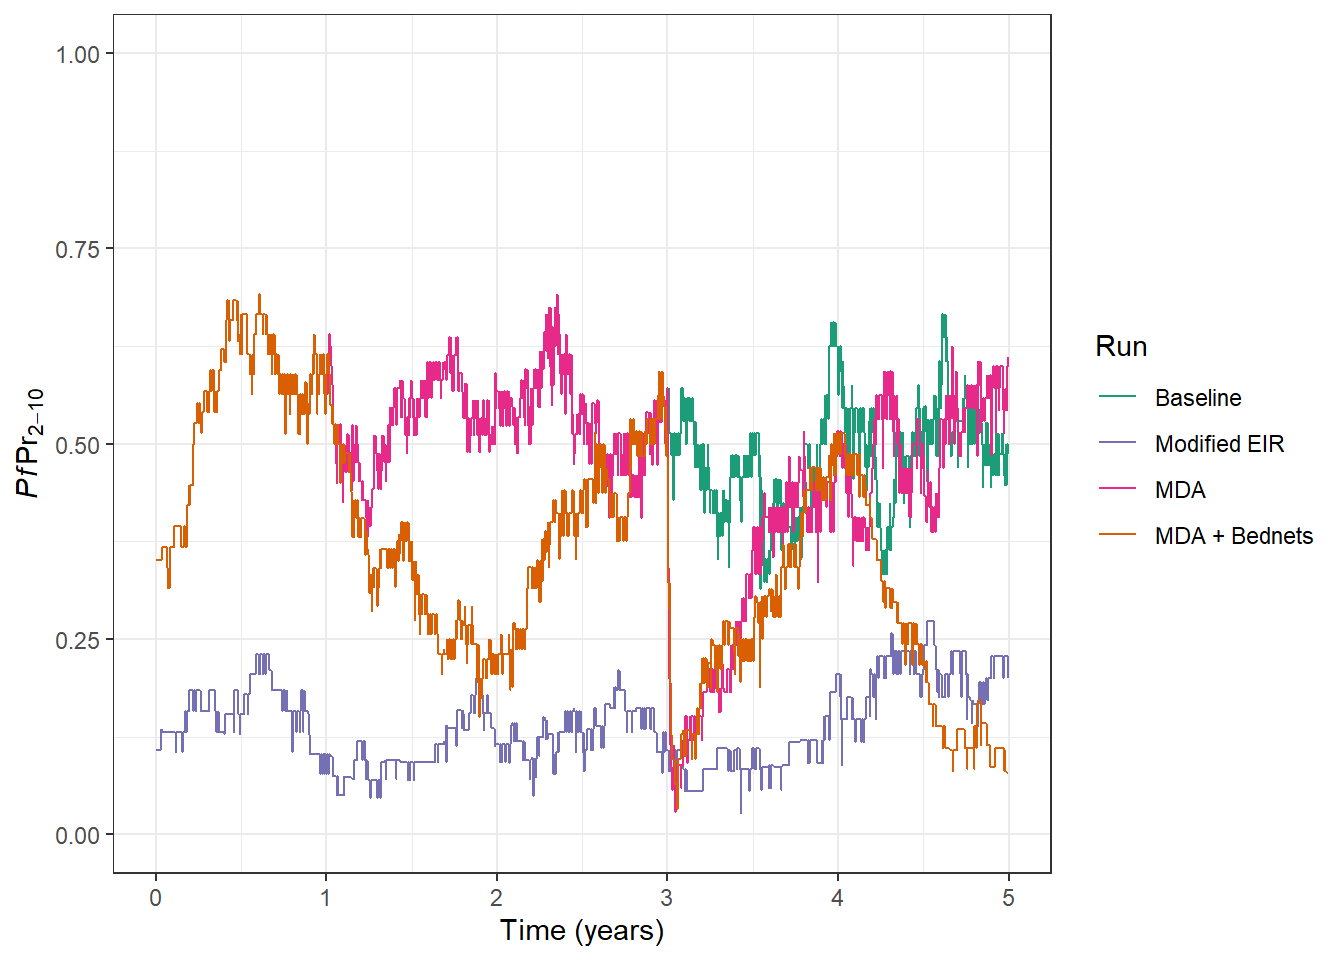 1.00
0.75
0.50
0.25
0.00
PfPr2−10
0 1 2 3 4 5
Time (years)
Run
Baseline
Modified EIR
MDA
MDA + Bednets